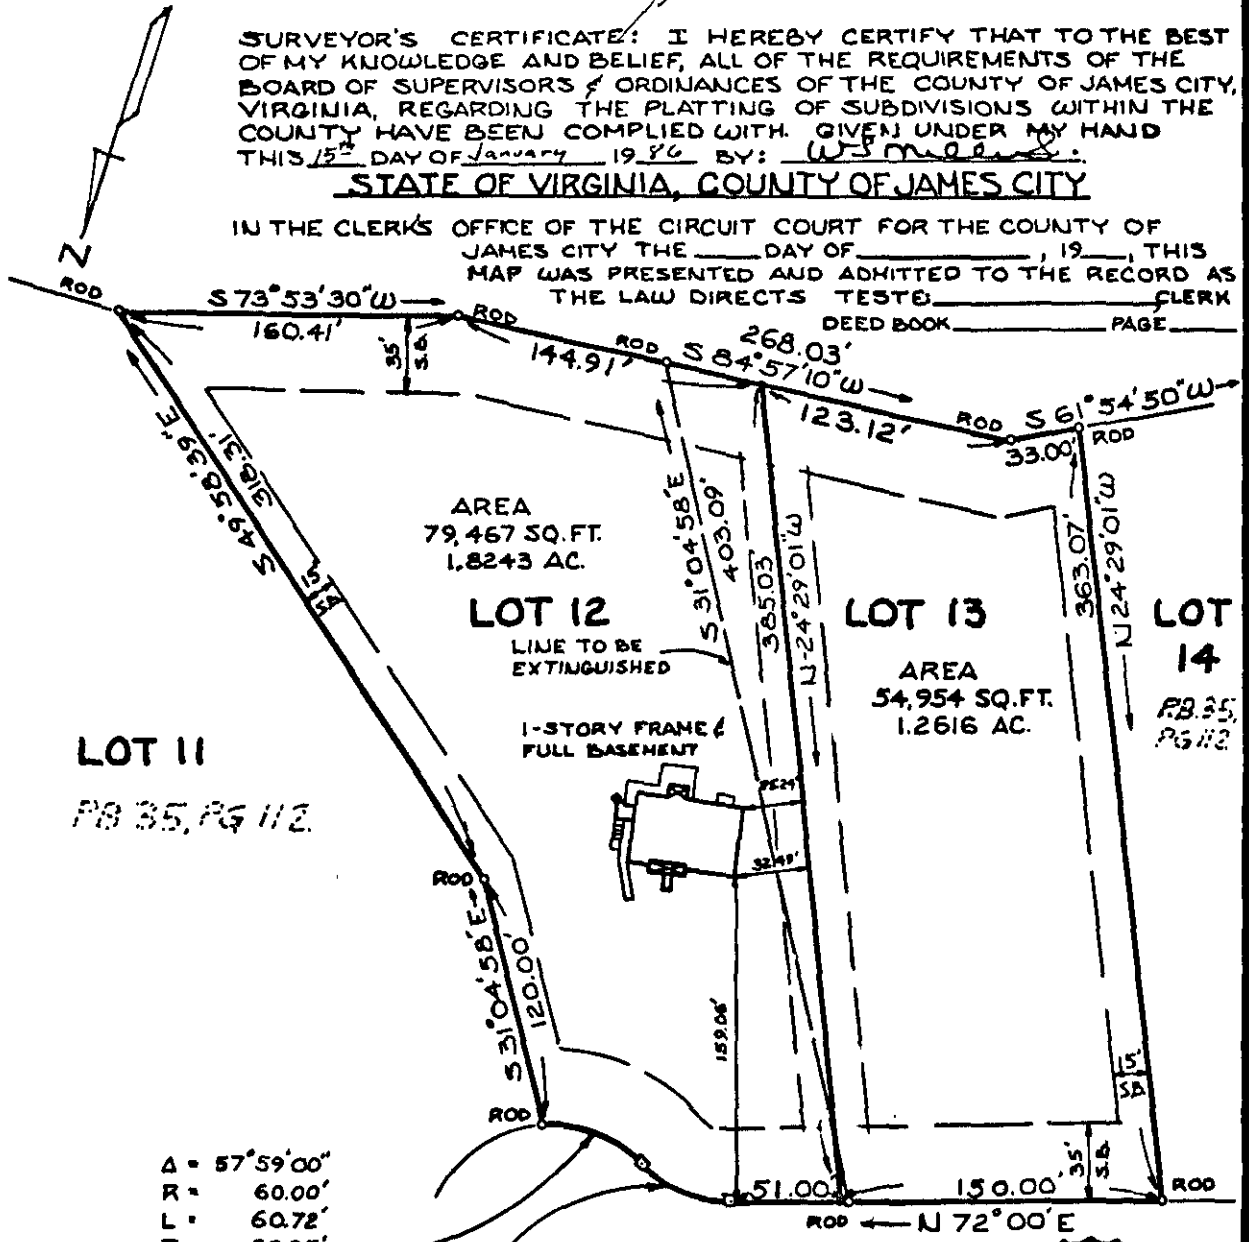 SURVEYOR'S CERTIFICATE: I HEREBY CERTIFY THAT TO THE BEST
OF MY KNOWLEDGE AND BELIEF, ALL OF THE REQUIREMENTS OF THE
BOARD OF SUPERVISORS & ORDINANCES OF THE COUNTY OF JAMES CITY,
VIRGINIA, REGARDING THE PLATTING OF SUBDIVISIONS WITHIN THE
COUNTY HAVE BEEN COMPLIED WITH. GIVEN UNDER MY HAND
THIS 15th DAY OF January 1986 BY:
STATE OF VIRGINIA, COUNTY OF JAMES CITY
IN THE CLERK'S OFFICE OF THE CIRCUIT COURT FOR THE COUNTY OF
JAMES CITY THE ____ DAY OF ________, 19__, THIS
MAP WAS PRESENTED AND ADMITTED TO THE RECORD AS
THE LAW DIRECTS TESTE ________ CLERK
DEED BOOK ________ PAGE ____
N
ROD
S 73°53'30"W
160.41'
ROD
35'
S.B.
144.91'
ROD
268.03'
S 84°57'10"W
123.12'
ROD
S 61°54'50"W
33.00'
ROD
S 49°58'39"E
318.31'
15'
AREA
79,467 SQ.FT.
1.8243 AC.
LOT 12
LINE TO BE
EXTINGUISHED
S 31°04'58"E
403.09'
385.03'
N-24°29'01"W
LOT 13
AREA
54,954 SQ.FT.
1.2616 AC.
363.07'
N 24°29'01"W
LOT
14
P.B. 35,
PG 112
1-STORY FRAME &
FULL BASEMENT
32.49'
LOT 11
PB 35, PG 112.
ROD
S 31°04'58"E
120.00'
159.06'
ROD
15'
S.B.
35'
S.B.
51.00'
150.00'
ROD
ROD
N 72°00'E
Δ = 57°59'00"
R = 60.00'
L = 60.72'